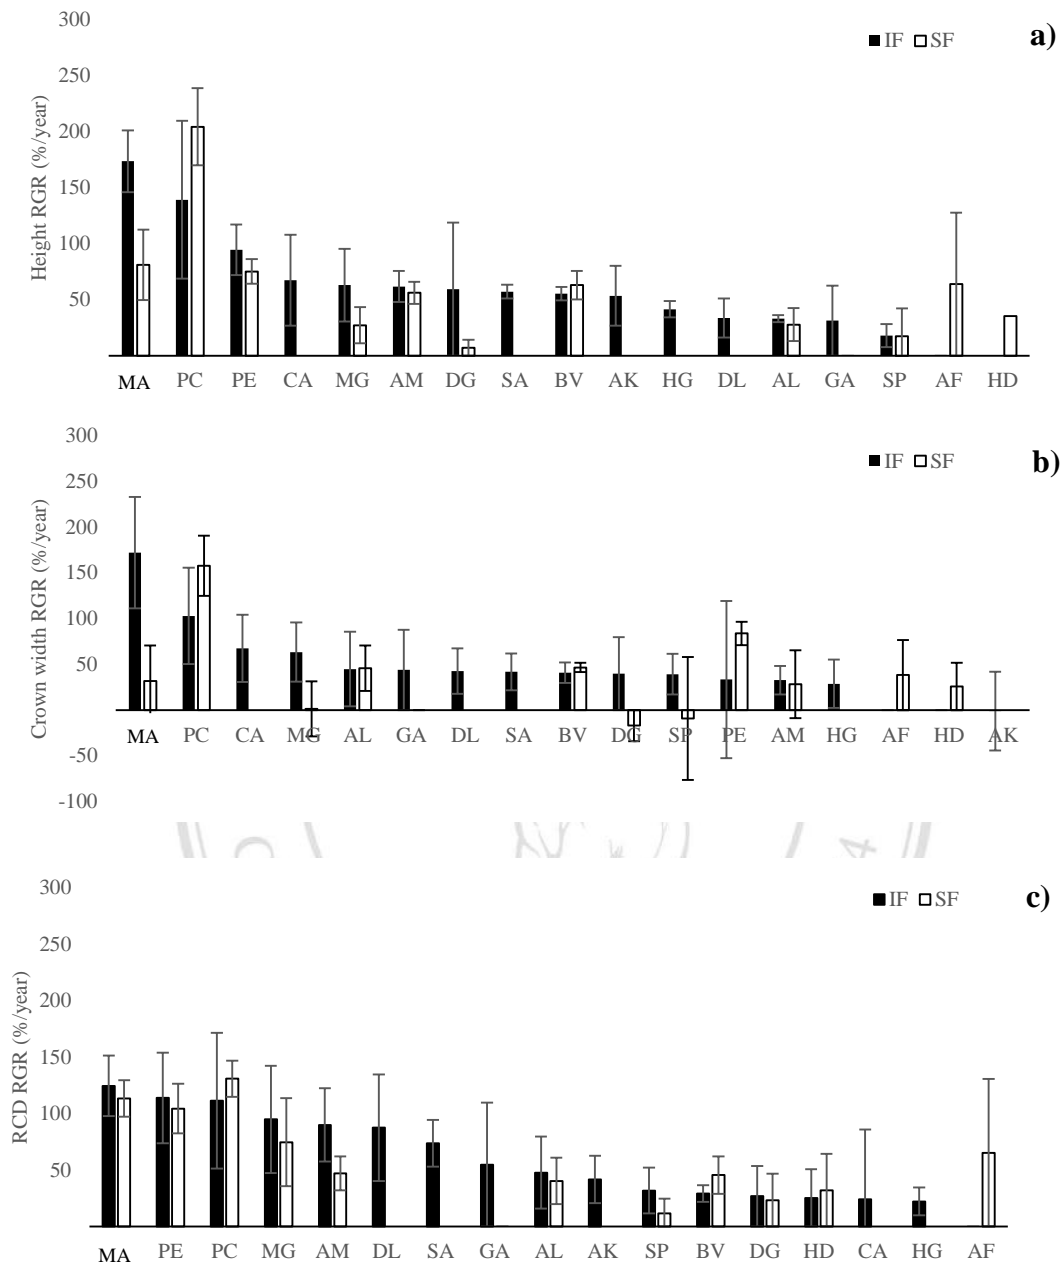 300
a)
IF SF
250
200
150
100
50
Height RGR (%/year)
MA PC PE CA MG AM DG SA BV AK HG DL AL GA SP AF HD
300
b)
IF SF
250
200
150
100
50
Crown width RGR (%/year)
MA PC CA MG AL GA DL SA BV DG SP PE AM HG AF HD AK
-50
-100
300
c)
IF SF
250
200
150
100
50
RCD RGR (%/year)
MA PE PC MG AM DL SA GA AL AK SP BV DG HD CA HG AF